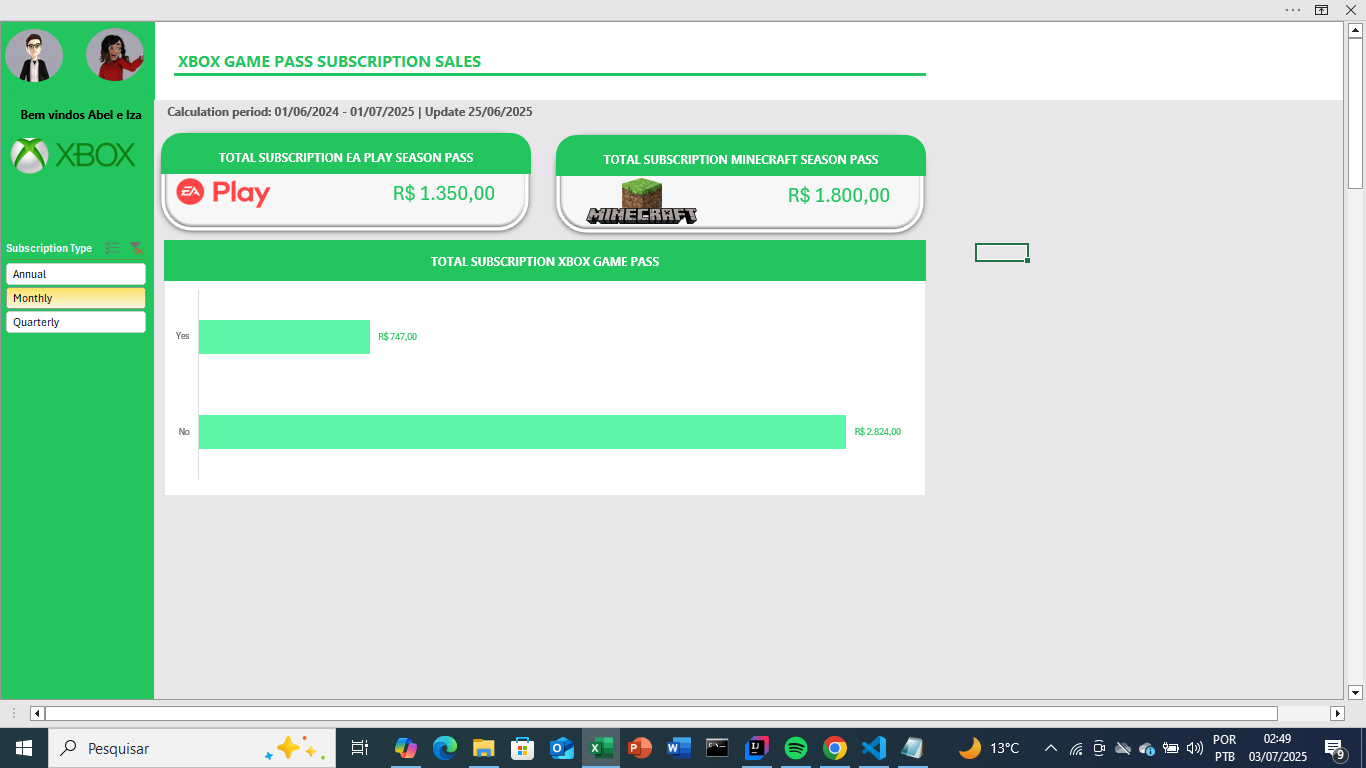 XBOX GAME PASS SUBSCRIPTION SALES
Bem vindos Abel e Iza
Calculation period: 01/06/2024 - 01/07/2025 | Update 25/06/2025
XBOX
TOTAL SUBSCRIPTION EA PLAY SEASON PASS
EA Play
R$ 1.350,00
TOTAL SUBSCRIPTION MINECRAFT SEASON PASS
MINECRAFT
R$ 1.800,00
Subscription Type
Annual
Monthly
Quarterly
TOTAL SUBSCRIPTION XBOX GAME PASS
Yes
R$ 747,00
No
R$ 2.824,00
Pesquisar
13°C
POR
PTB
02:49
03/07/2025
9